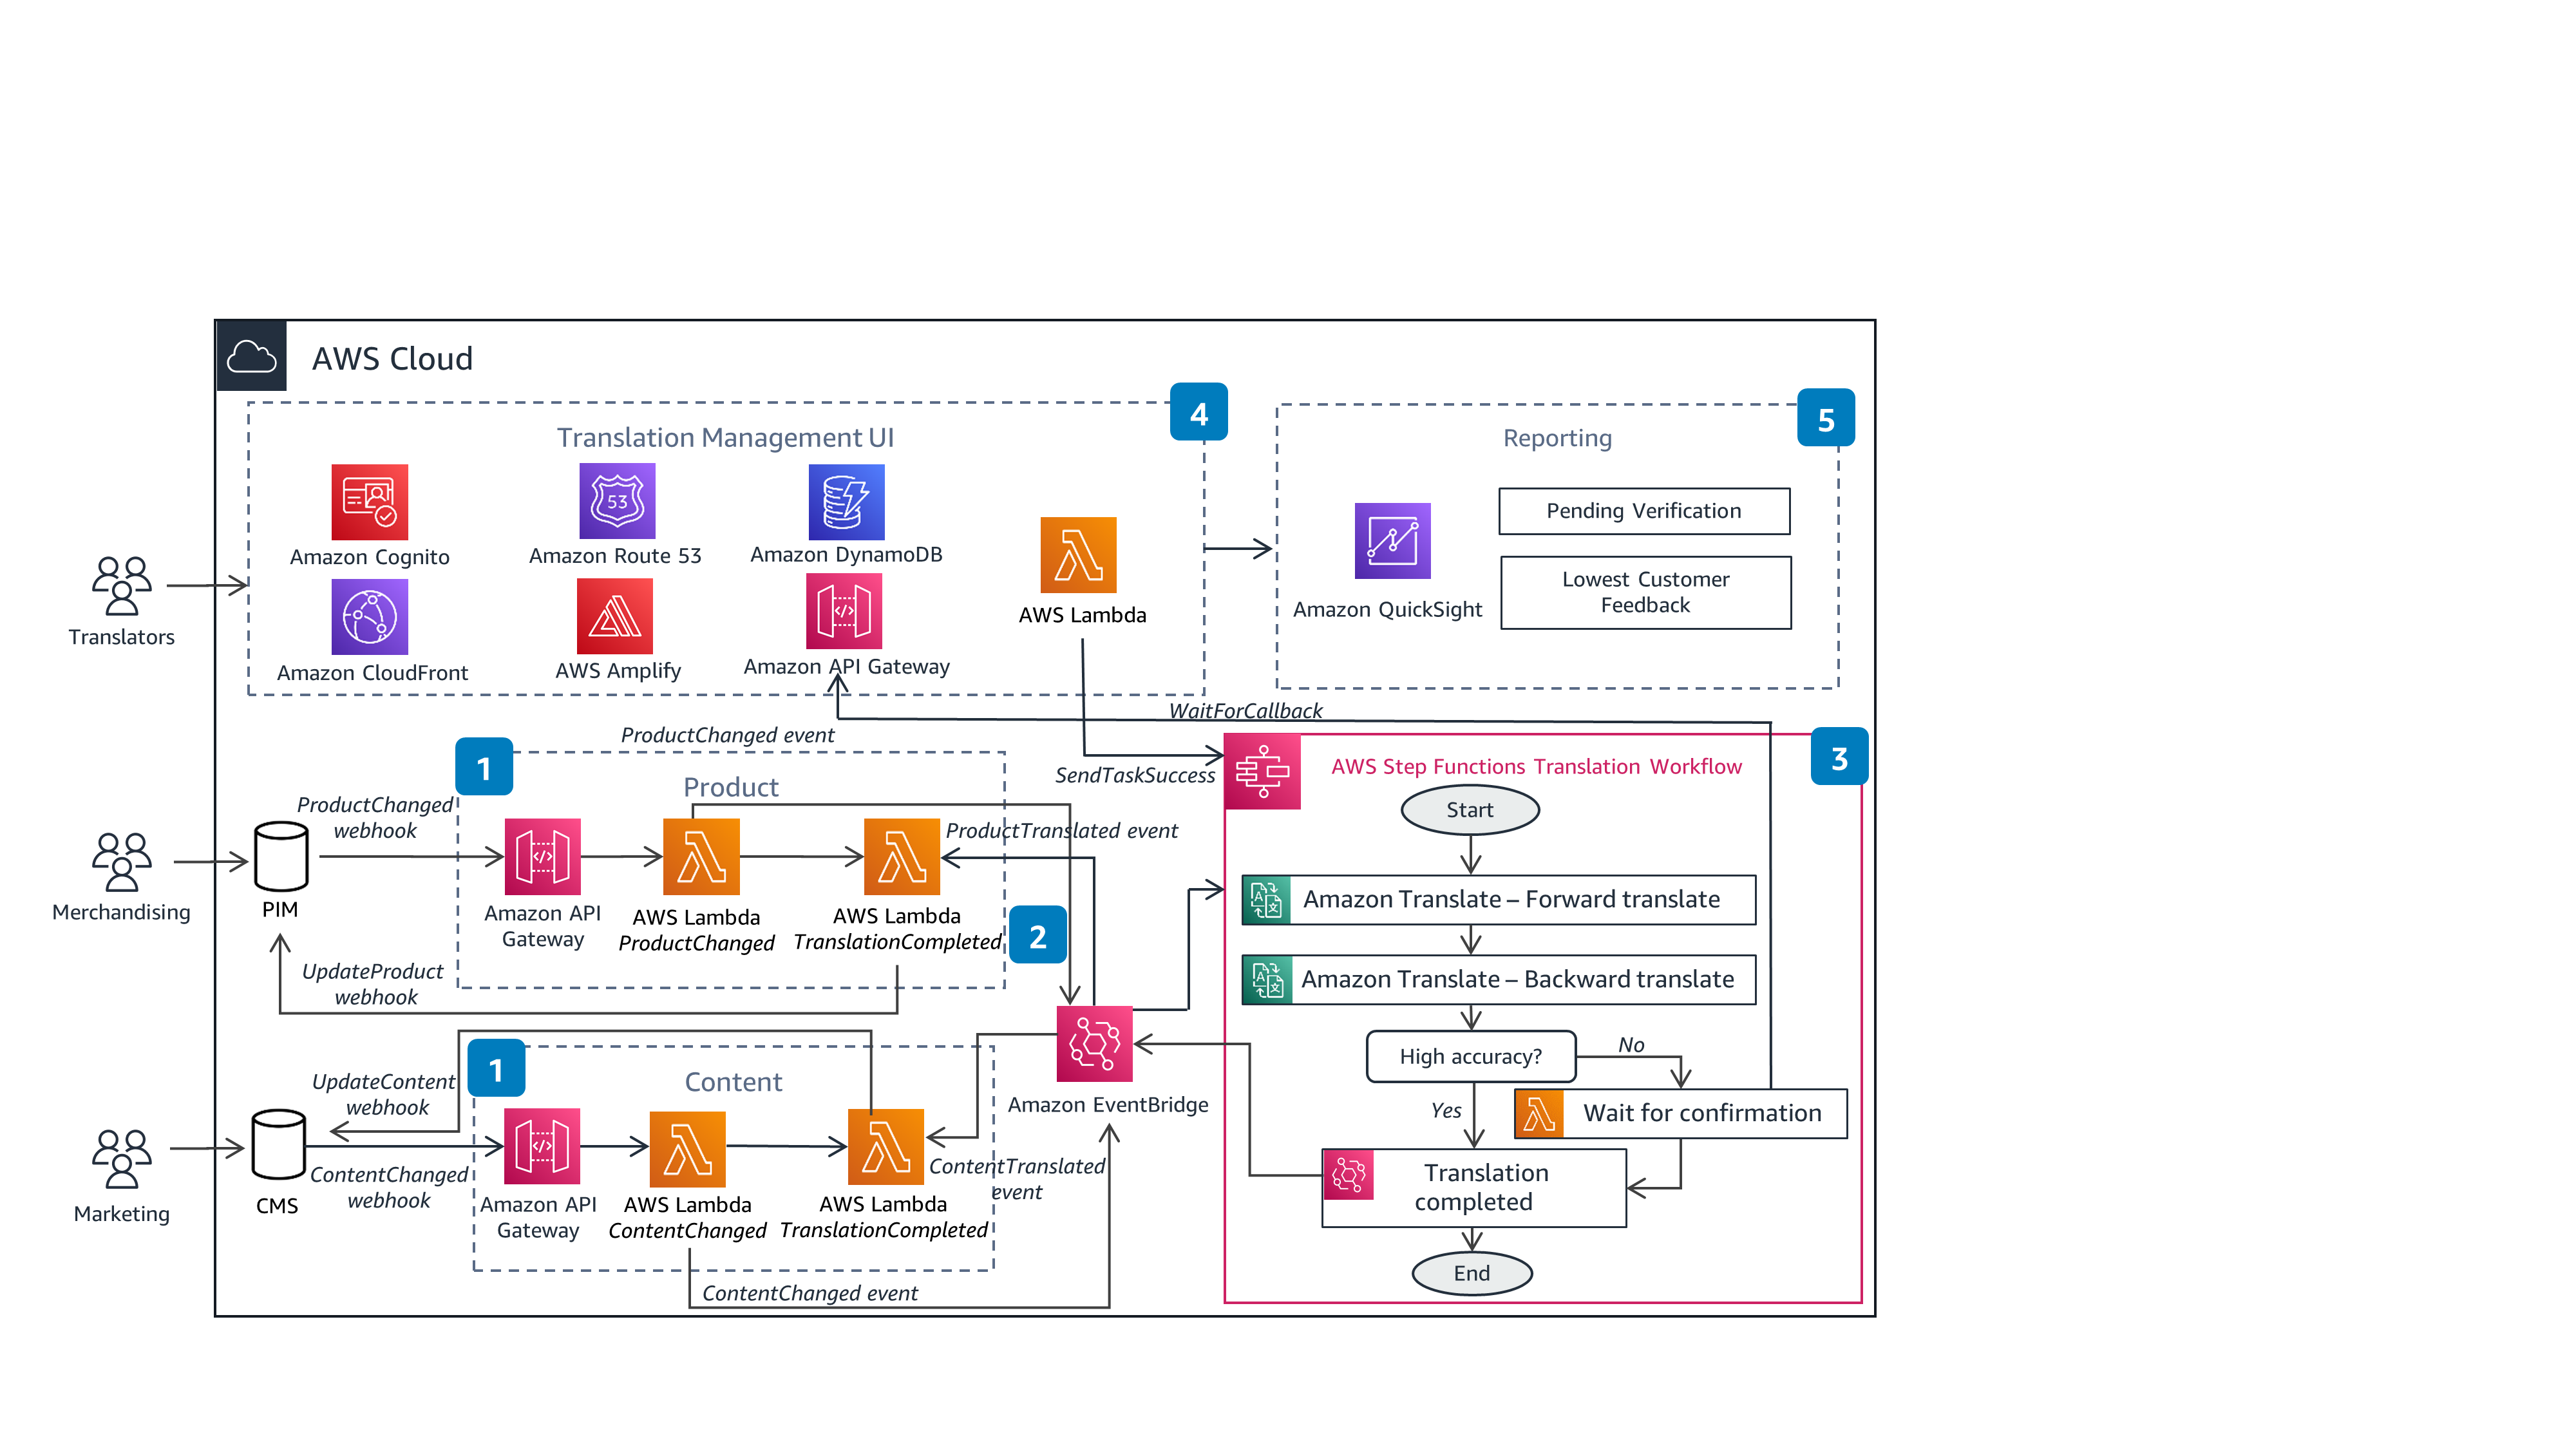 AWS Cloud
4
5
Translation Management UI
Reporting
53
Amazon Cognito
Amazon Route 53
Amazon DynamoDB
Amazon CloudFront
AWS Amplify
Amazon API Gateway
AWS Lambda
Amazon QuickSight
Pending Verification
Lowest Customer
Feedback
Translators
WaitForCallback
SendTaskSuccess
ProductChanged event
1
Product
ProductChanged
webhook
ProductTranslated event
Merchandising
PIM
Amazon API
Gateway
AWS Lambda
ProductChanged
AWS Lambda
TranslationCompleted
2
UpdateProduct
webhook
1
Content
UpdateContent
webhook
Amazon EventBridge
Marketing
CMS
ContentChanged
webhook
Amazon API
Gateway
AWS Lambda
ContentChanged
AWS Lambda
TranslationCompleted
ContentTranslated
event
ContentChanged event
3
AWS Step Functions Translation Workflow
Start
Amazon Translate – Forward translate
Amazon Translate – Backward translate
High accuracy?
No
Yes
Wait for confirmation
Translation
completed
End